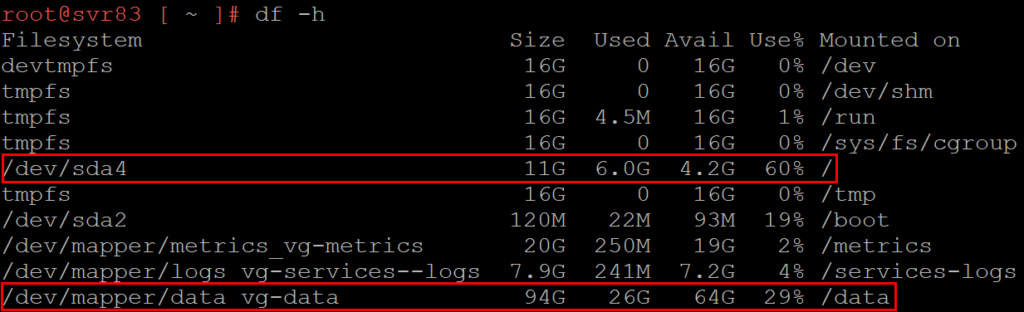 root@svr83 [ ~ ]# df -h
Filesystem Size Used Avail Use% Mounted on
devtmpfs 16G 0 16G 0% /dev
tmpfs 16G 0 16G 0% /dev/shm
tmpfs 16G 4.5M 16G 1% /run
tmpfs 16G 0 16G 0% /sys/fs/cgroup
/dev/sda4 11G 6.0G 4.2G 60% /
tmpfs 16G 0 16G 0% /tmp
/dev/sda2 120M 22M 93M 19% /boot
/dev/mapper/metrics_vg-metrics 20G 250M 19G 2% /metrics
/dev/mapper/logs_vg-services--logs 7.9G 241M 7.2G 4% /services-logs
/dev/mapper/data_vg-data 94G 26G 64G 29% /data